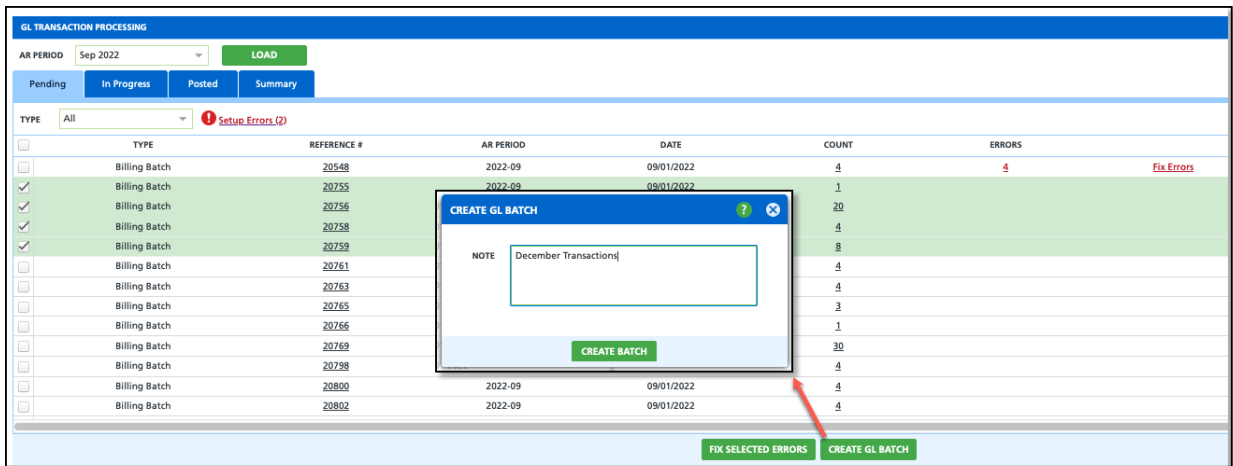 GL TRANSACTION PROCESSING
AR PERIOD Sep 2022 LOAD
Pending In Progress Posted Summary
TYPE All Setup Errors (2)
TYPE REFERENCE # AR PERIOD DATE COUNT ERRORS
Billing Batch 20548 2022-09 09/01/2022 4 4 Fix Errors
Billing Batch 20755 2022-09 09/01/2022 1
Billing Batch 20756 20
Billing Batch 20758 4
Billing Batch 20759 8
Billing Batch 20761 4
Billing Batch 20763 4
Billing Batch 20765 3
Billing Batch 20766 1
Billing Batch 20769 30
Billing Batch 20798 4
Billing Batch 20800 2022-09 09/01/2022 4
Billing Batch 20802 2022-09 09/01/2022 4
CREATE GL BATCH ?
NOTE December Transactions
CREATE BATCH
FIX SELECTED ERRORS CREATE GL BATCH